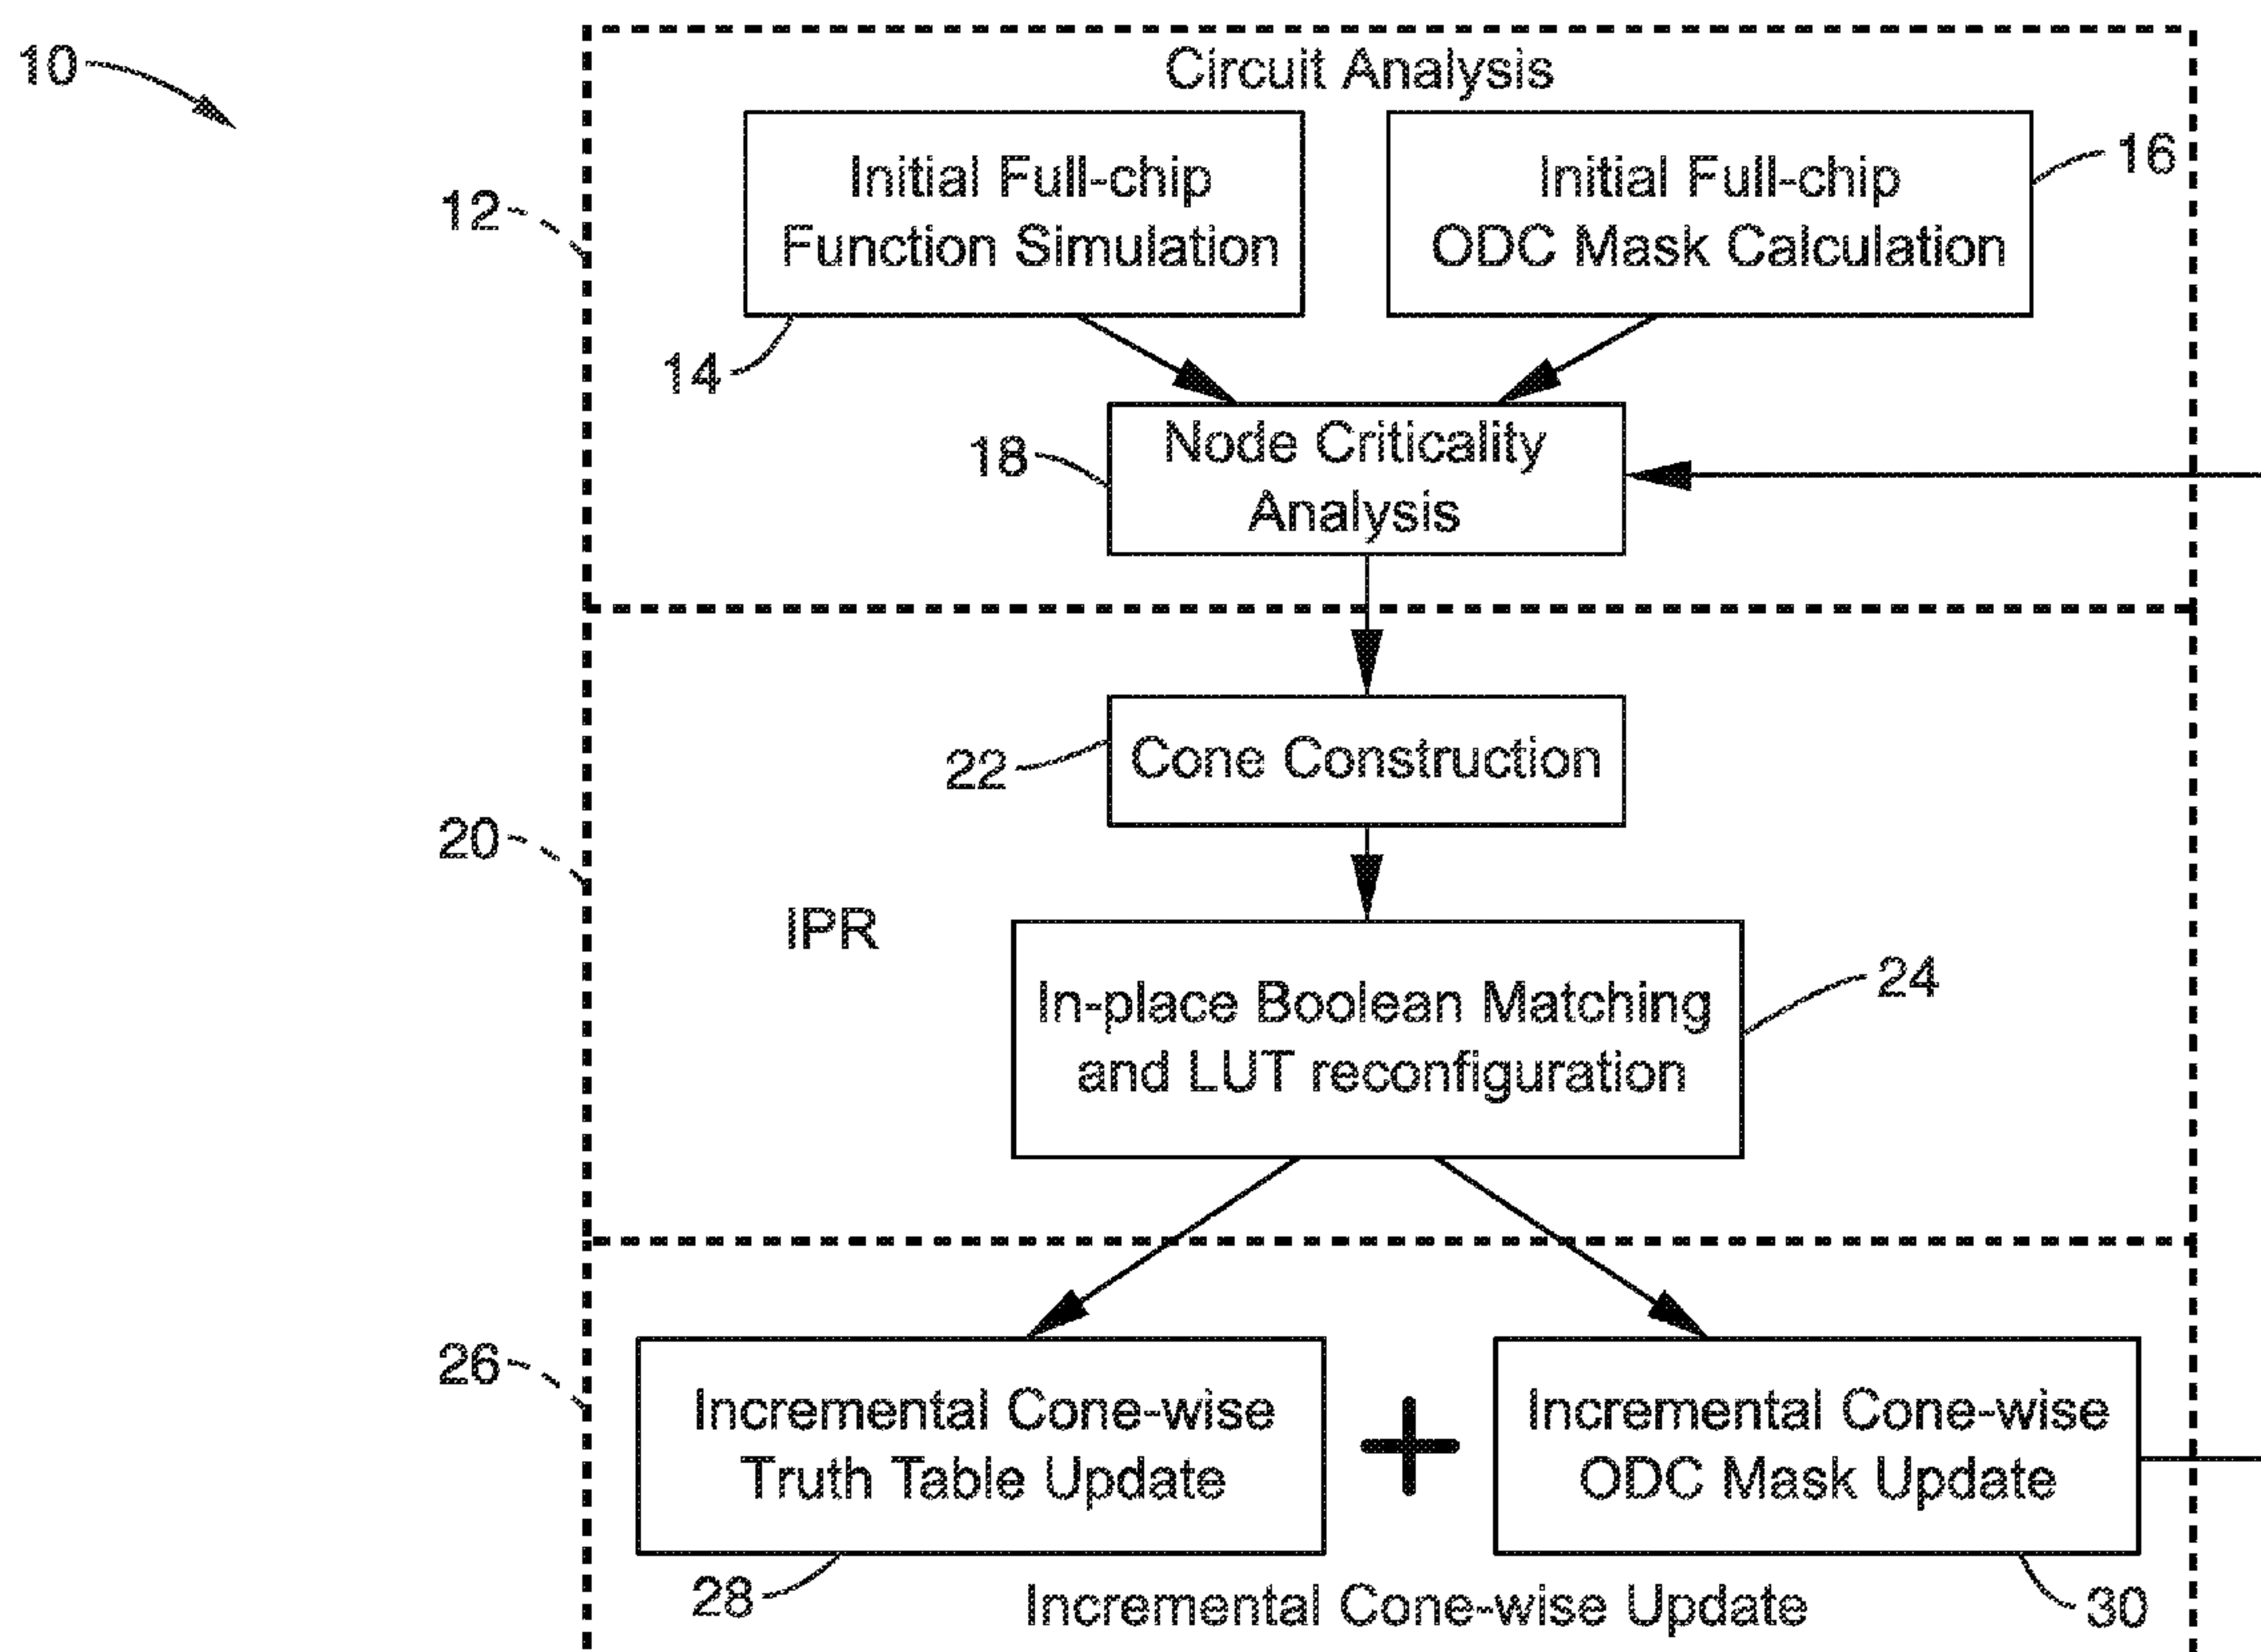 10
Circuit Analysis
Initial Full-chip
Function Simulation
Initial Full-chip
ODC Mask Calculation
16
12
14
18
Node Criticality
Analysis
22
Cone Construction
20
IPR
In-place Boolean Matching
and LUT reconfiguration
24
26
Incremental Cone-wise
Truth Table Update
+
Incremental Cone-wise
ODC Mask Update
28
Incremental Cone-wise Update
30